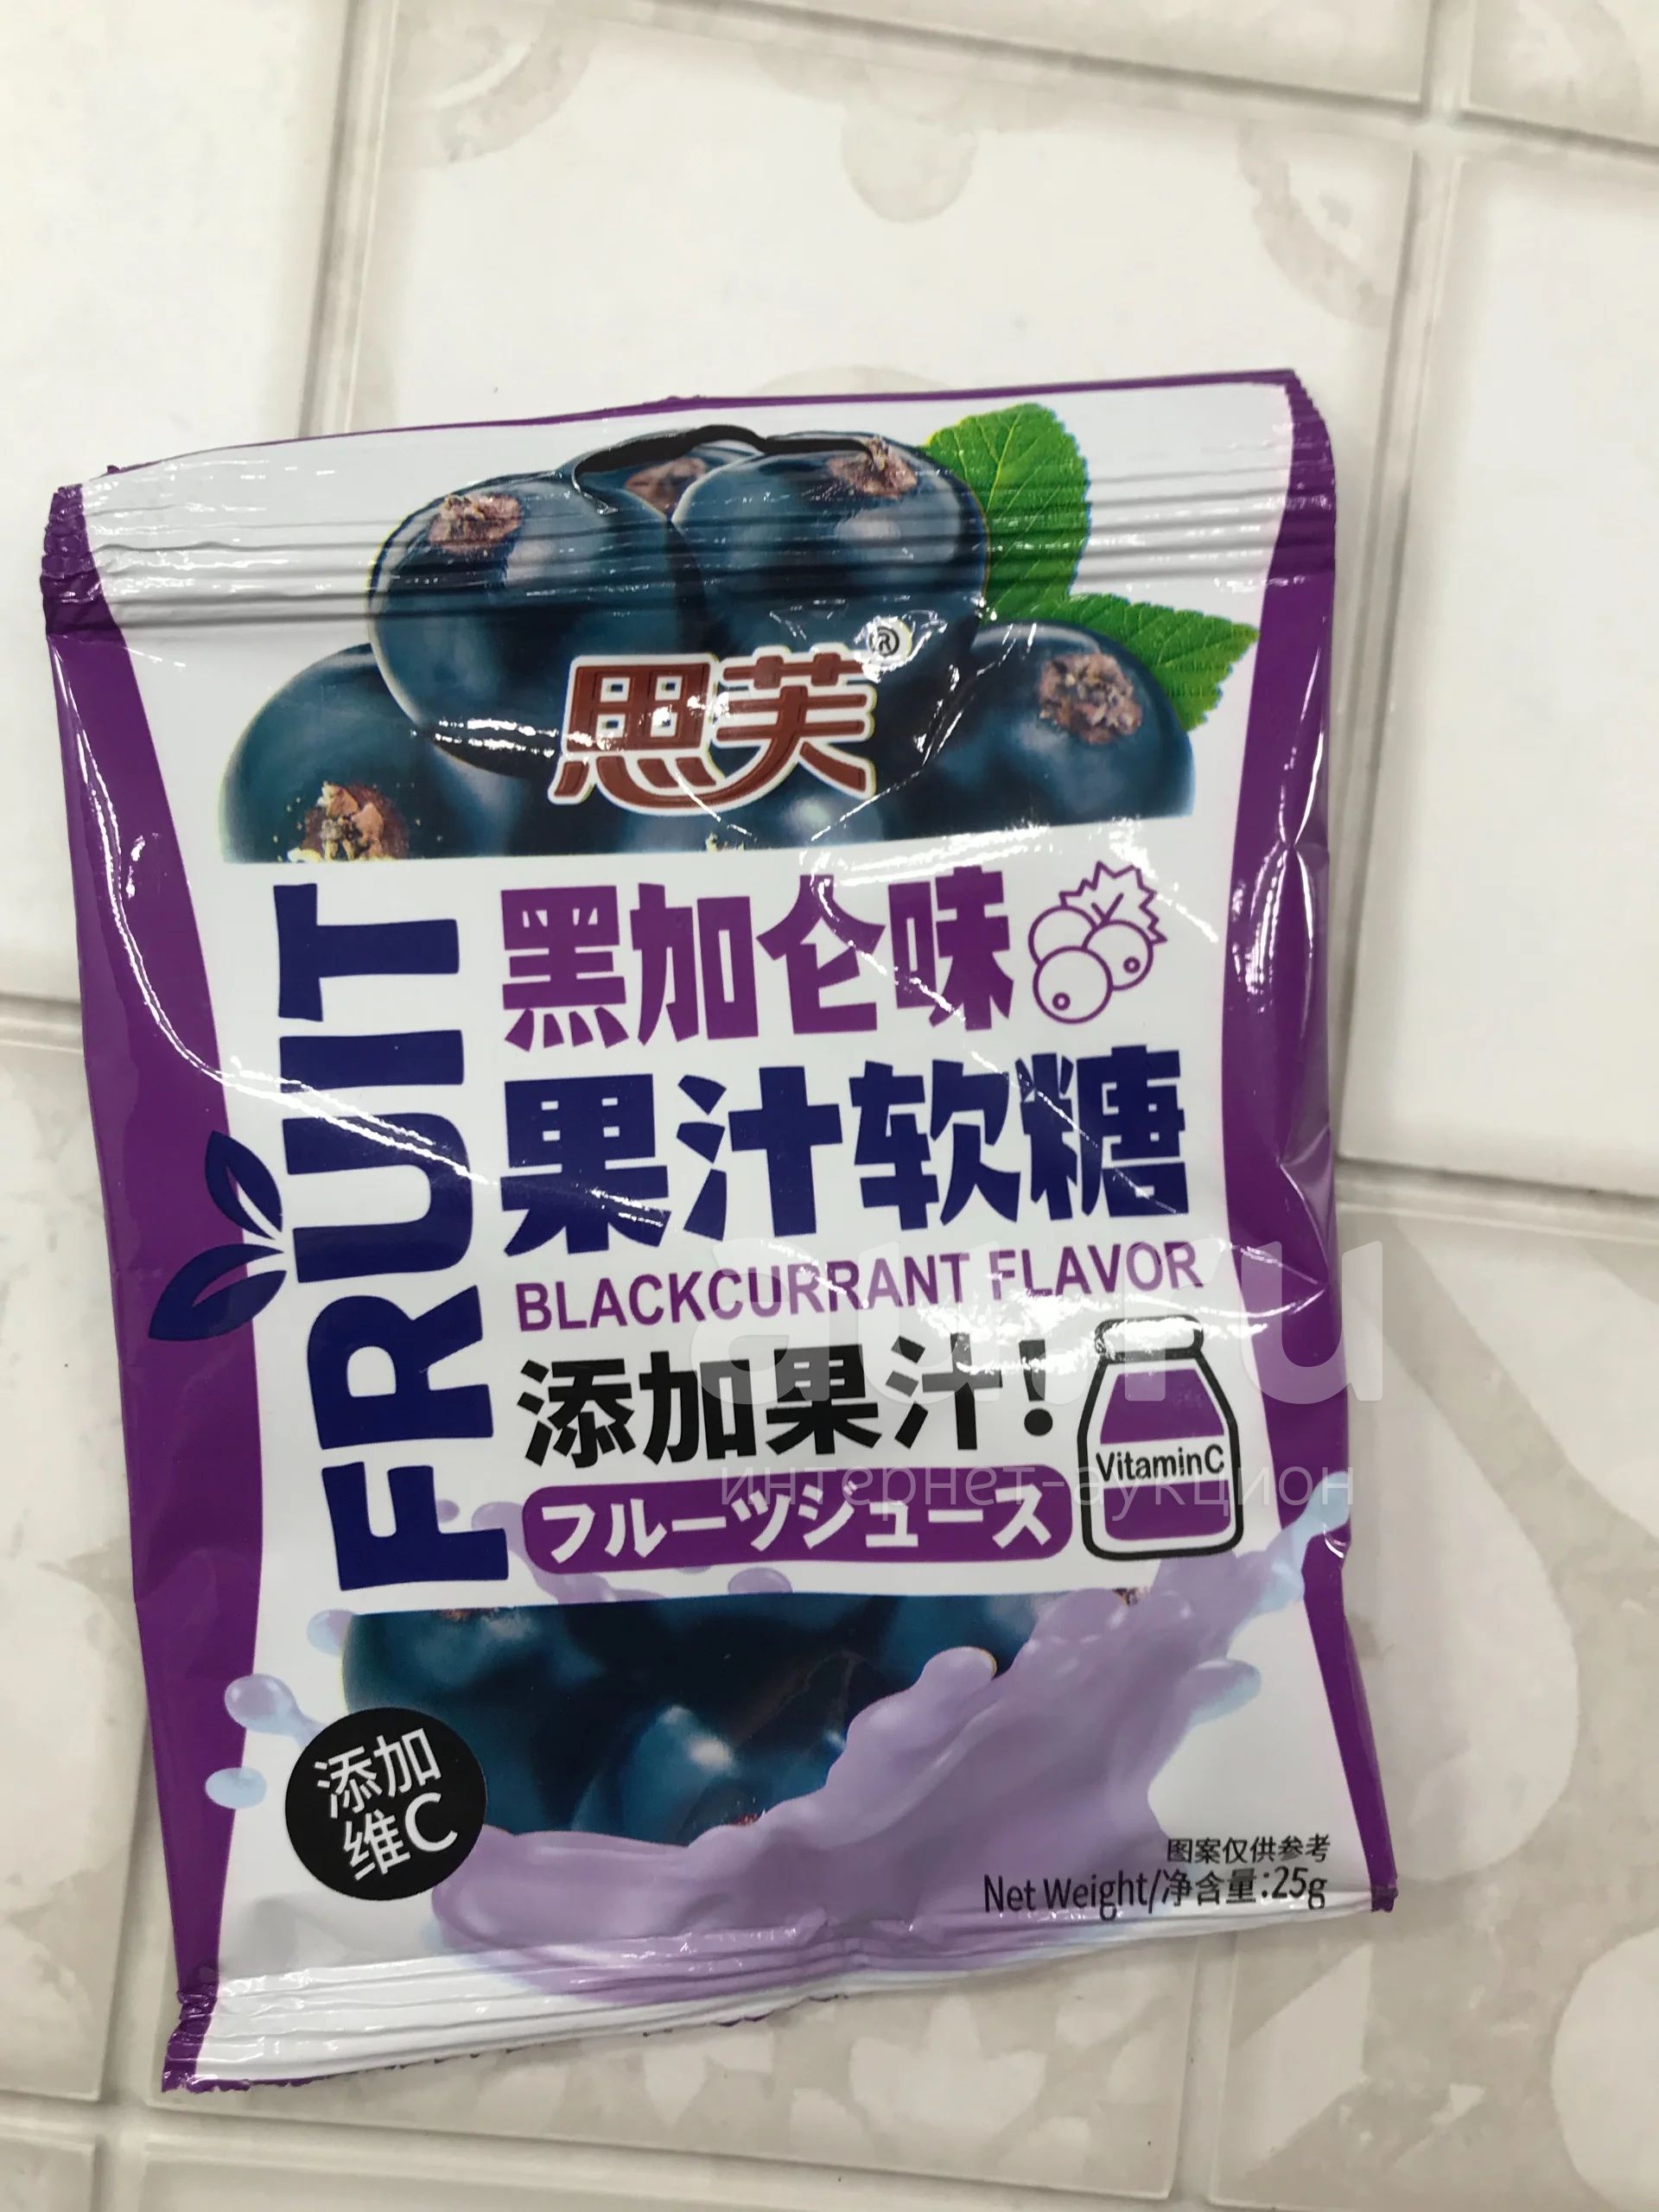 思芙®
FRUIT
黑加仑味
果汁软糖
BLACKCURRANT FLAVOR
添加果汁！
VitaminC
フルーツジュース
添加
维C
图案仅供参考
Net Weight/净含量:25g
au.ru
интернет-аукцион